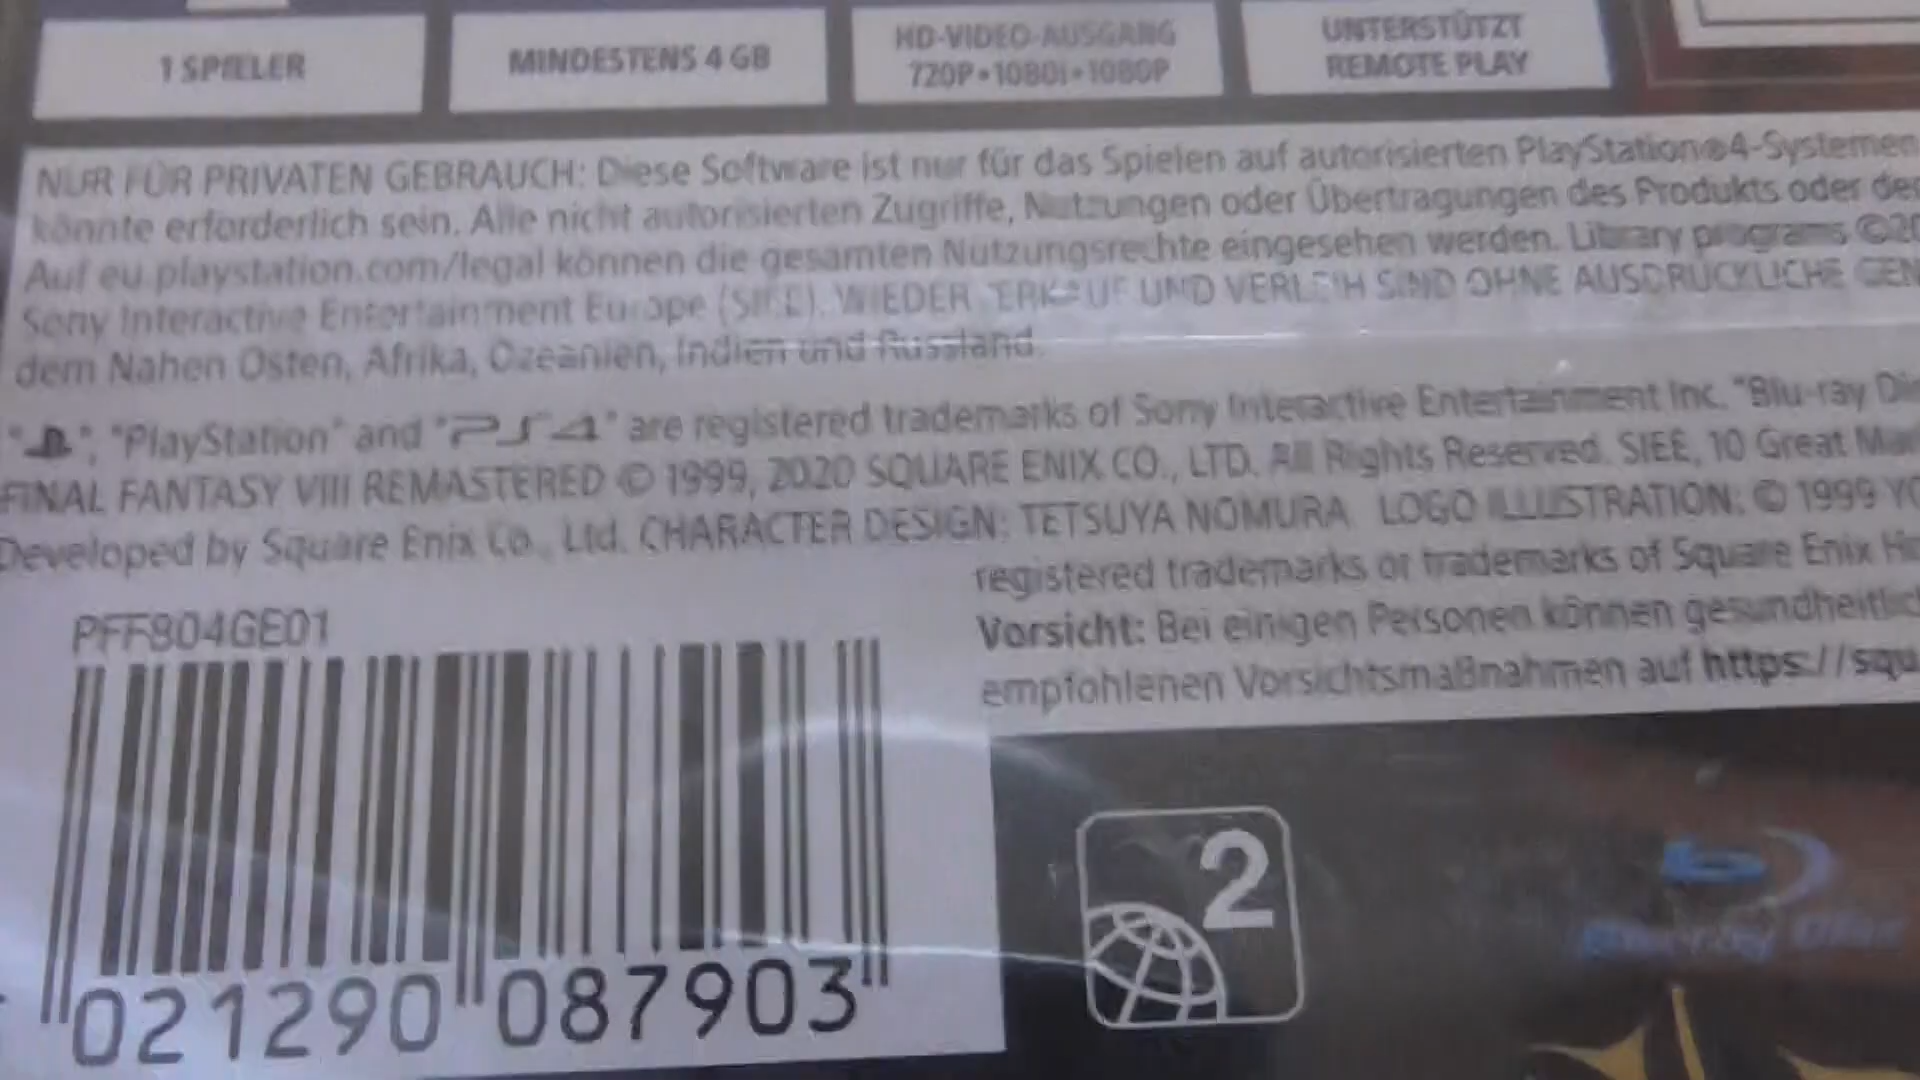 1 SPIELER
MINDESTENS 4 GB
HD-VIDEO-AUSGANG
720P•1080i•1080P
UNTERSTÜTZT
REMOTE PLAY
NUR FÜR PRIVATEN GEBRAUCH: Diese Software ist nur für das Spielen auf autorisierten PlayStation®4-Systemen
könnte erforderlich sein. Alle nicht autorisierten Zugriffe, Nutzungen oder Übertragungen des Produkts oder
Auf eu.playstation.com/legal können die gesamten Nutzungsrechte eingesehen werden. Library programs ©20
Sony Interactive Entertainment Europe (SIEE). WIEDERVERKAUF UND VERLEIH SIND OHNE AUSDRÜCKLICHE GEN
dem Nahen Osten, Afrika, Ozeanien, Indien und Russland.
" ", "PlayStation" and "PS4" are registered trademarks of Sony Interactive Entertainment Inc. "Blu-ray Di
FINAL FANTASY VIII REMASTERED © 1999, 2020 SQUARE ENIX CO., LTD. All Rights Reserved. SIEE, 10 Great Mar
Developed by Square Enix Co., Ltd. CHARACTER DESIGN: TETSUYA NOMURA LOGO ILLUSTRATION: © 1999 YO
registered trademarks or trademarks of Square Enix Ho
Vorsicht: Bei einigen Personen können gesundheitlic
empfohlenen Vorsichtsmaßnahmen auf https://squ
PFF804GE01
021290 087903
2
Blu-ray Disc